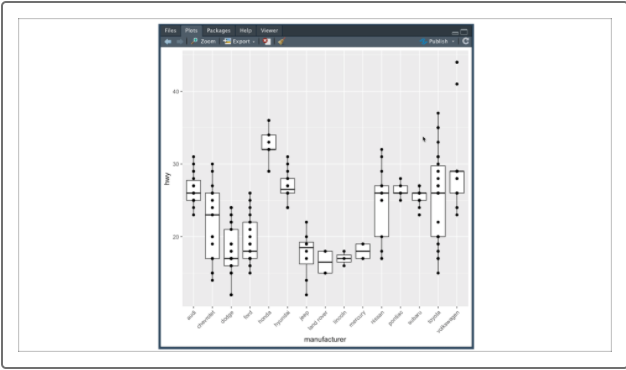 Files Plots Packages Help Viewer
Zoom Export Publish
40
30
20
hwy
audi chevrolet dodge ford honda hyundai jeep land rover lincoln mercury nissan pontiac subaru toyota volkswagen
manufacturer